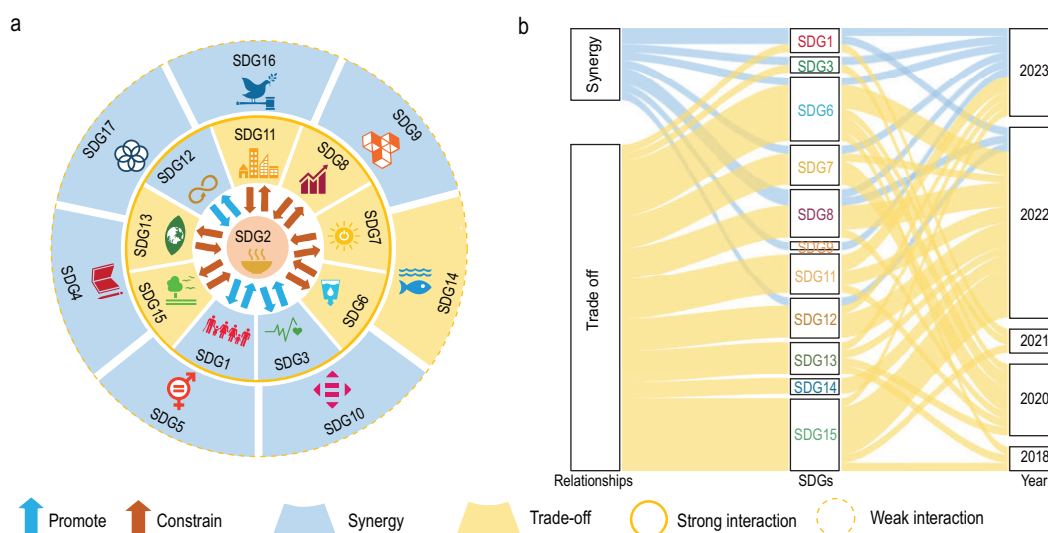 a
SDG16
SDG17
SDG9
SDG11
SDG12
SDG8
SDG13
SDG2
SDG7
SDG4
SDG14
SDG15
SDG6
SDG1
SDG3
SDG5
SDG10
b
Synergy
Trade off
SDG1
SDG3
SDG6
SDG7
SDG8
SDG9
SDG11
SDG12
SDG13
SDG14
SDG15
2023
2022
2021
2020
2018
Relationships
SDGs
Year
Promote
Constrain
Synergy
Trade-off
Strong interaction
Weak interaction